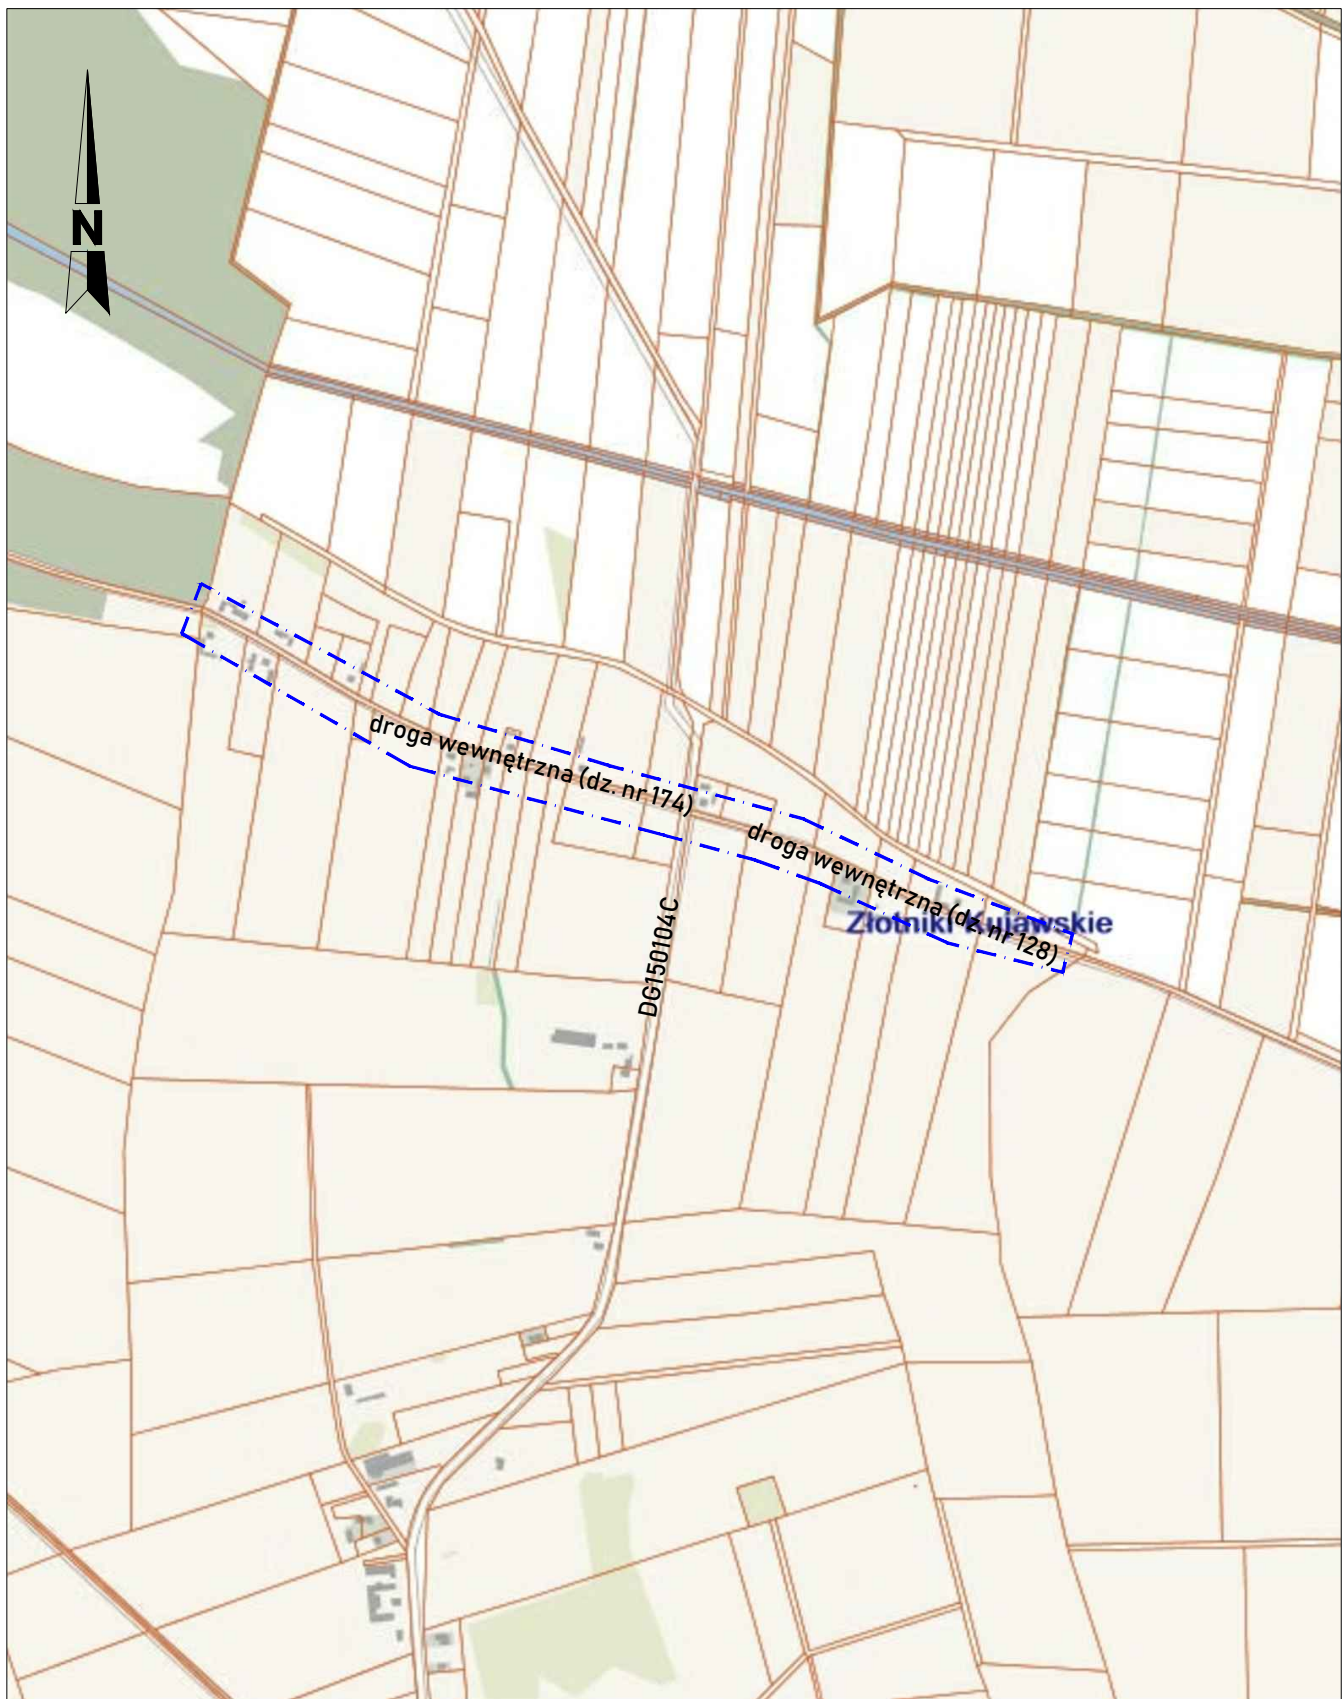 N
droga wewnętrzna (dz. nr 174)
droga wewnętrzna (dz. nr 128)
Złotniki Kujawskie
DG150104C